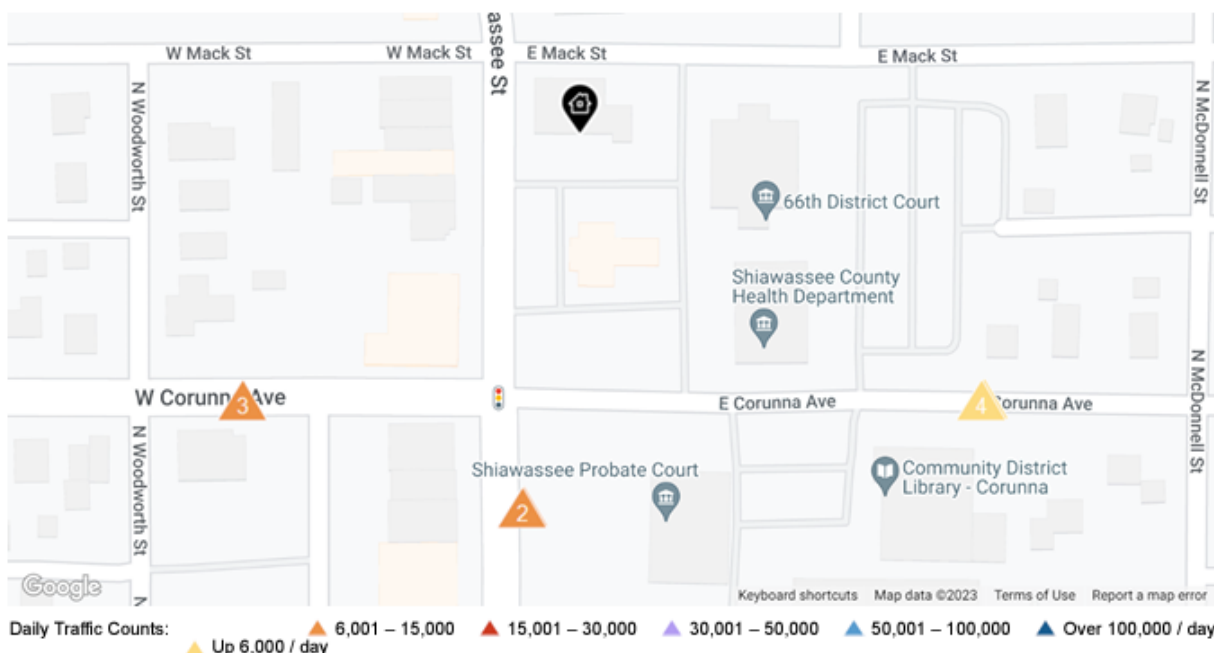 assee St
W Mack St
W Mack St
E Mack St
E Mack St
N Woodworth St
N McDonnell St
66th District Court
Shiawassee County
Health Department
W Corunna Ave
3
E Corunna Ave
4
Corunna Ave
N McDonnell St
N Woodworth St
Shiawassee Probate Court
2
Community District
Library - Corunna
N
Google
Keyboard shortcuts
Map data ©2023
Terms of Use
Report a map error
Daily Traffic Counts:
6,001 – 15,000
15,001 – 30,000
30,001 – 50,000
50,001 – 100,000
Over 100,000 / day
Up 6,000 / day